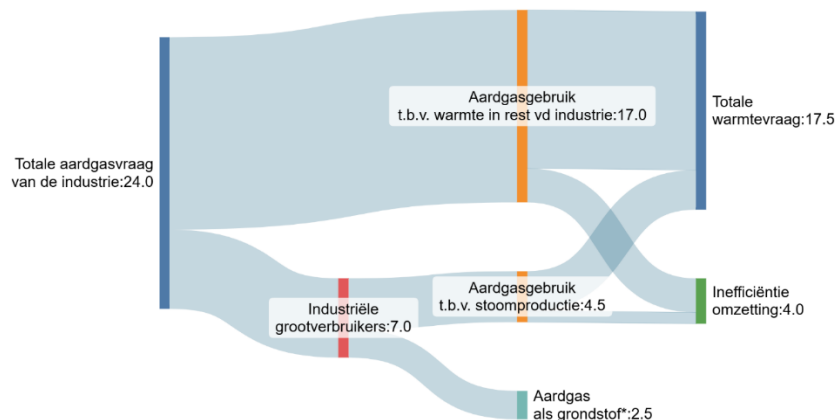 Aardgasgebruik
t.b.v. warmte in rest vd industrie:17.0
Totale
warmtevraag:17.5
Totale aardgasvraag
van de industrie:24.0
Industriële
grootverbruikers:7.0
Aardgasgebruik
t.b.v. stoomproductie:4.5
Inefficiëntie
omzetting:4.0
Aardgas
als grondstof*:2.5